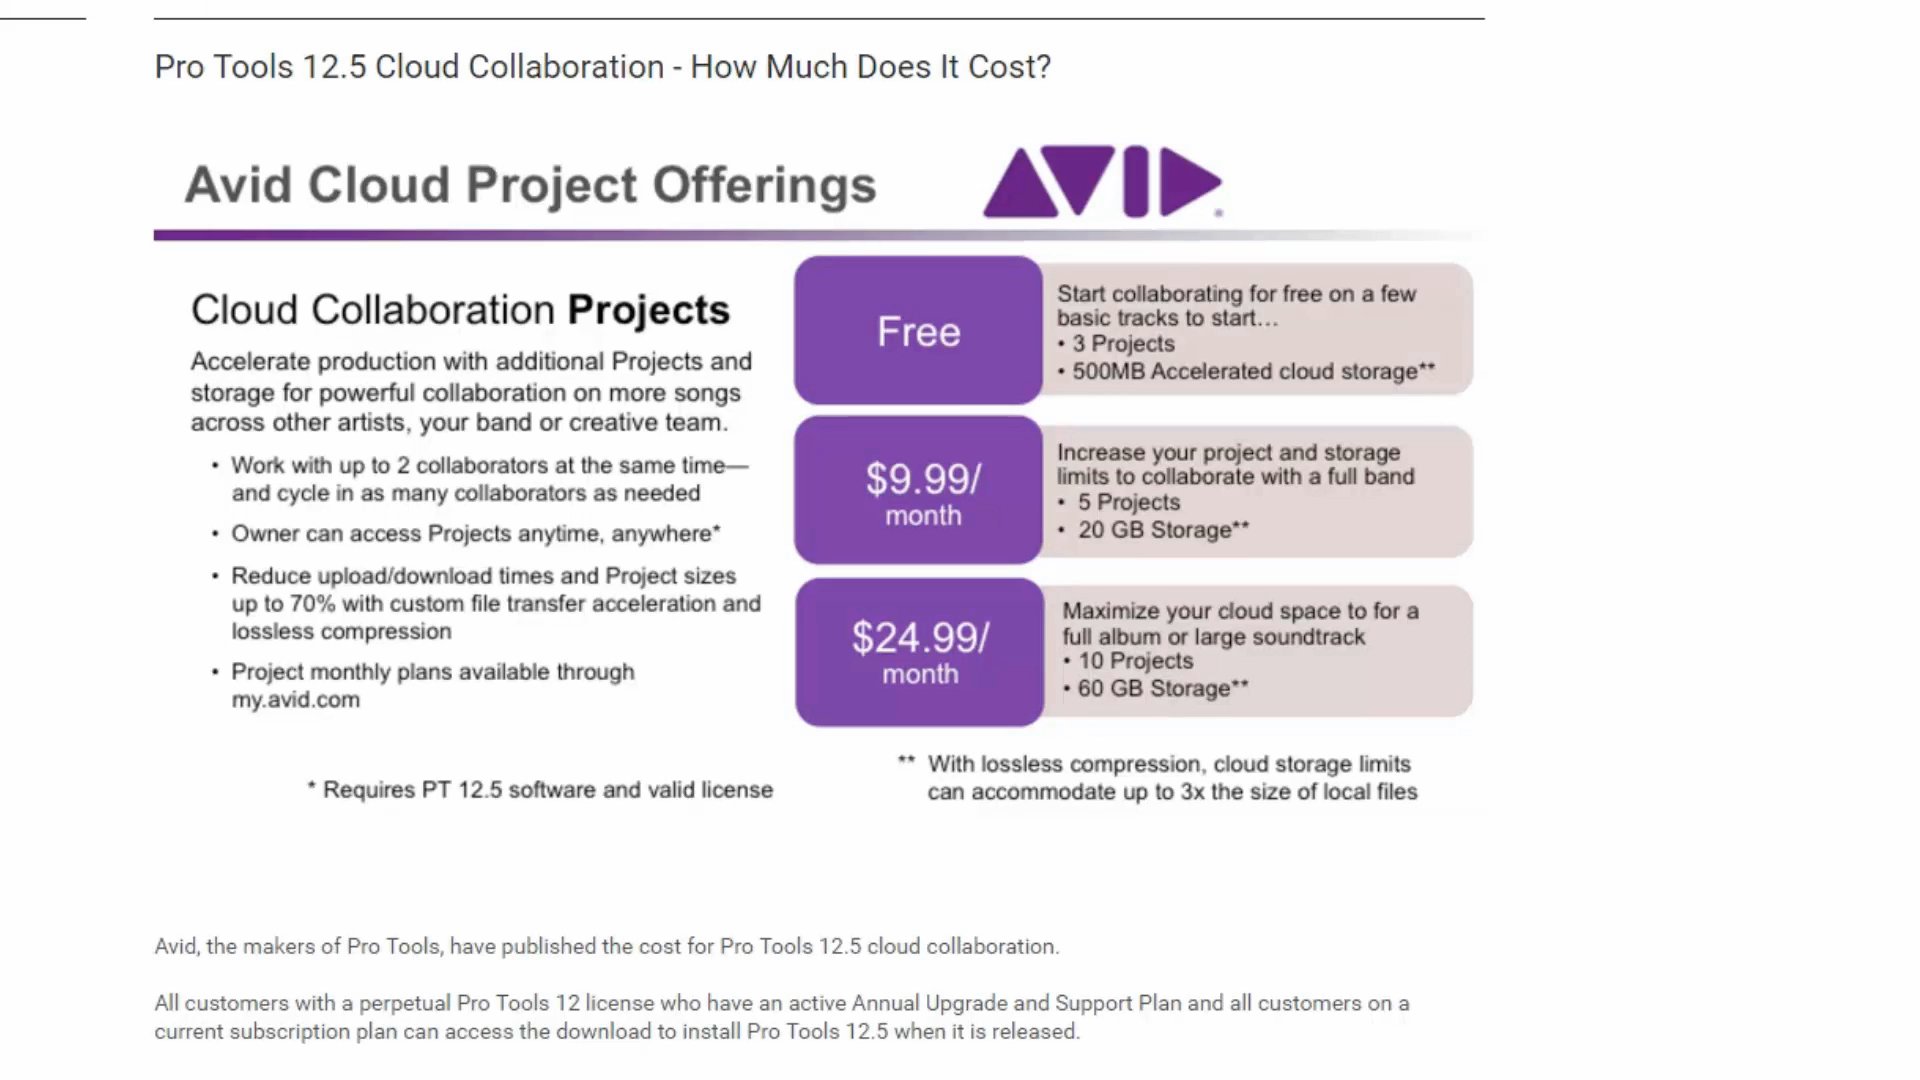 Pro Tools 12.5 Cloud Collaboration - How Much Does It Cost?
Avid Cloud Project Offerings
AVID
Cloud Collaboration Projects
Accelerate production with additional Projects and
storage for powerful collaboration on more songs
across other artists, your band or creative team.
• Work with up to 2 collaborators at the same time—
and cycle in as many collaborators as needed
• Owner can access Projects anytime, anywhere*
• Reduce upload/download times and Project sizes
up to 70% with custom file transfer acceleration and
lossless compression
• Project monthly plans available through
my.avid.com
* Requires PT 12.5 software and valid license
Free
Start collaborating for free on a few
basic tracks to start...
• 3 Projects
• 500MB Accelerated cloud storage**
$9.99/
month
Increase your project and storage
limits to collaborate with a full band
• 5 Projects
• 20 GB Storage**
$24.99/
month
Maximize your cloud space to for a
full album or large soundtrack
• 10 Projects
• 60 GB Storage**
** With lossless compression, cloud storage limits
can accommodate up to 3x the size of local files
Avid, the makers of Pro Tools, have published the cost for Pro Tools 12.5 cloud collaboration.
All customers with a perpetual Pro Tools 12 license who have an active Annual Upgrade and Support Plan and all customers on a
current subscription plan can access the download to install Pro Tools 12.5 when it is released.